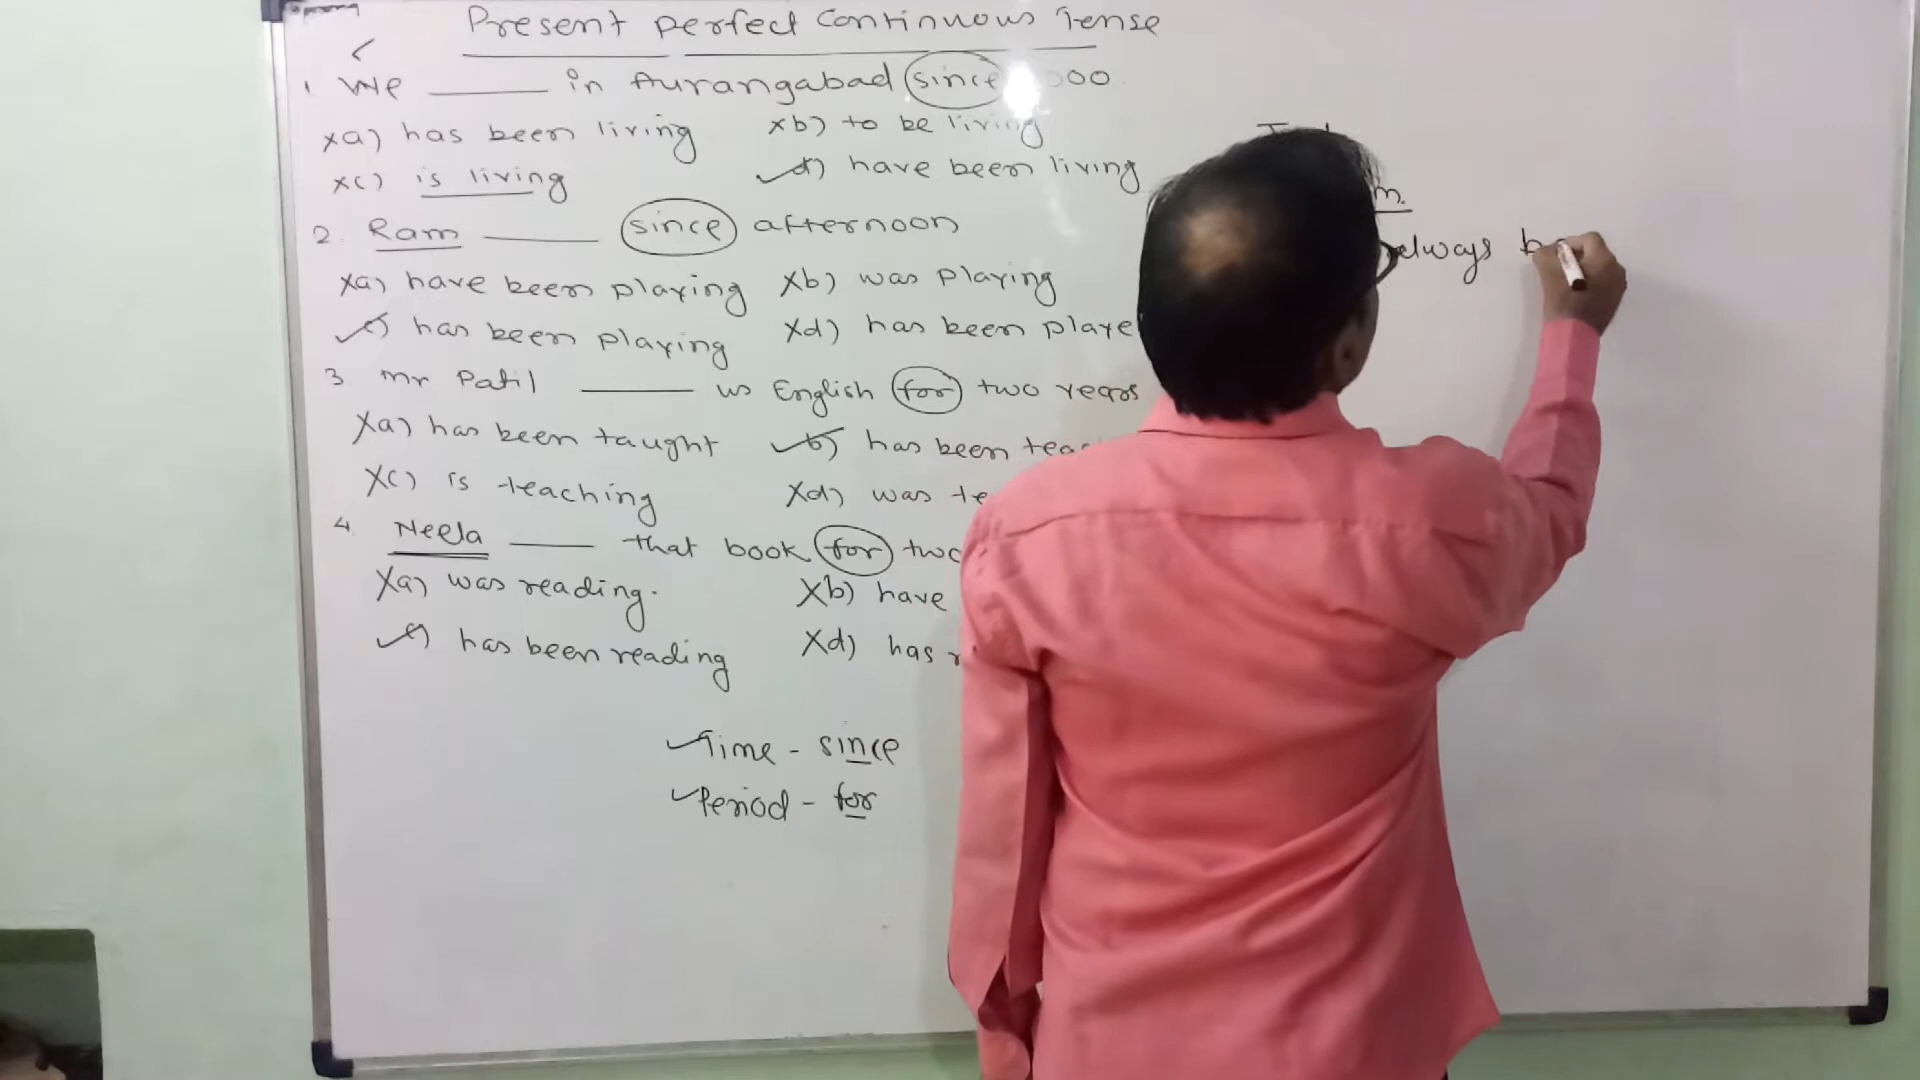 Present perfect Continuous Tense
1 We ______ in Aurangabad since 000.
xa) has been living xb) to be living
xc) is living d) have been living
2. Ram ______ since afternoon
xa) have been playing xb) was playing
c) has been playing xd) has been playe
3 Mr Patil ______ us English for two years
xa) has been taught b) has been tea
xc) is teaching xd) was te
4. Neela ______ that book for two
xa) was reading. xb) have
c) has been reading xd) has r
Time - since
Period - for
always b